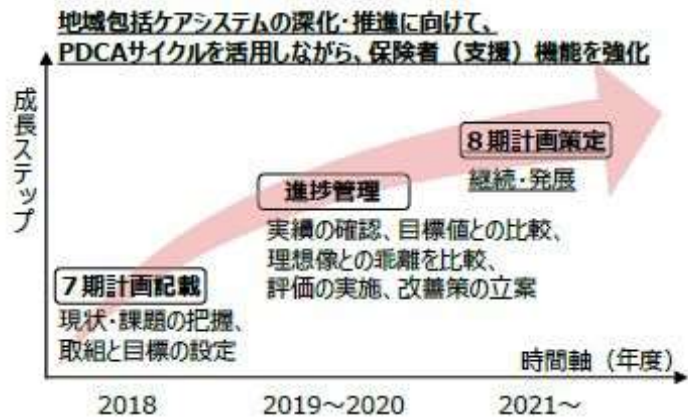 地域包括ケアシステムの深化・推進に向けて、
PDCAサイクルを活用しながら、保険者（支援）機能を強化
成長ステップ
8期計画策定
継続・発展
進捗管理
実績の確認、目標値との比較、
理想像との乖離を比較、
評価の実施、改善策の立案
7期計画記載
現状・課題の把握、
取組と目標の設定
時間軸（年度）
2018
2019～2020
2021～